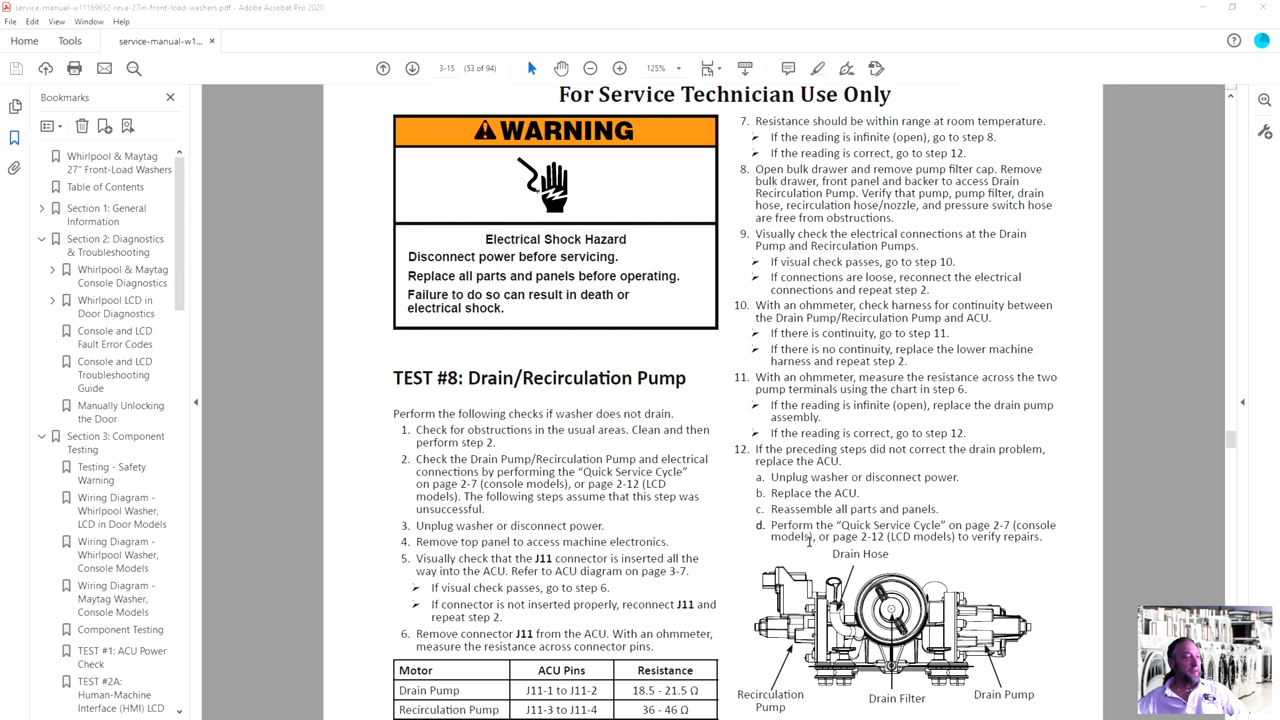 service-manual-w11169652-reva-27in-front-load-washers.pdf - Adobe Acrobat Pro 2020
File Edit View Window Help
Home Tools service-manual-w1... ×
3-15 (53 of 94) 125%
Bookmarks
Whirlpool & Maytag
27" Front-Load Washers
Table of Contents
Section 1: General
Information
Section 2: Diagnostics
& Troubleshooting
Whirlpool & Maytag
Console Diagnostics
Whirlpool LCD in
Door Diagnostics
Console and LCD
Fault Error Codes
Console and LCD
Troubleshooting
Guide
Manually Unlocking
the Door
Section 3: Component
Testing
Testing - Safety
Warning
Wiring Diagram -
Whirlpool Washer,
LCD in Door Models
Wiring Diagram -
Whirlpool Washer,
Console Models
Wiring Diagram -
Maytag Washer,
Console Models
Component Testing
TEST #1: ACU Power
Check
TEST #2A:
Human-Machine
Interface (HMI) LCD
For Service Technician Use Only
WARNING
Electrical Shock Hazard
Disconnect power before servicing.
Replace all parts and panels before operating.
Failure to do so can result in death or
electrical shock.
TEST #8: Drain/Recirculation Pump
Perform the following checks if washer does not drain.
1. Check for obstructions in the usual areas. Clean and then
perform step 2.
2. Check the Drain Pump/Recirculation Pump and electrical
connections by performing the “Quick Service Cycle”
on page 2-7 (console models), or page 2-12 (LCD
models). The following steps assume that this step was
unsuccessful.
3. Unplug washer or disconnect power.
4. Remove top panel to access machine electronics.
5. Visually check that the J11 connector is inserted all the
way into the ACU. Refer to ACU diagram on page 3-7.
➢ If visual check passes, go to step 6.
➢ If connector is not inserted properly, reconnect J11 and
repeat step 2.
6. Remove connector J11 from the ACU. With an ohmmeter,
measure the resistance across connector pins.
Motor ACU Pins Resistance
Drain Pump J11-1 to J11-2 18.5 - 21.5 Ω
Recirculation Pump J11-3 to J11-4 36 - 46 Ω
7. Resistance should be within range at room temperature.
➢ If the reading is infinite (open), go to step 8.
➢ If the reading is correct, go to step 12.
8. Open bulk drawer and remove pump filter cap. Remove
bulk drawer, front panel and backer to access Drain
Recirculation Pump. Verify that pump, pump filter, drain
hose, recirculation hose/nozzle, and pressure switch hose
are free from obstructions.
9. Visually check the electrical connections at the Drain
Pump and Recirculation Pumps.
➢ If visual check passes, go to step 10.
➢ If connections are loose, reconnect the electrical
connections and repeat step 2.
10. With an ohmmeter, check harness for continuity between
the Drain Pump/Recirculation Pump and ACU.
➢ If there is continuity, go to step 11.
➢ If there is no continuity, replace the lower machine
harness and repeat step 2.
11. With an ohmmeter, measure the resistance across the two
pump terminals using the chart in step 6.
➢ If the reading is infinite (open), replace the drain pump
assembly.
➢ If the reading is correct, go to step 12.
12. If the preceding steps did not correct the drain problem,
replace the ACU.
a. Unplug washer or disconnect power.
b. Replace the ACU.
c. Reassemble all parts and panels.
d. Perform the “Quick Service Cycle” on page 2-7 (console
models), or page 2-12 (LCD models) to verify repairs.
Drain Hose
Recirculation
Pump
Drain Filter
Drain Pump